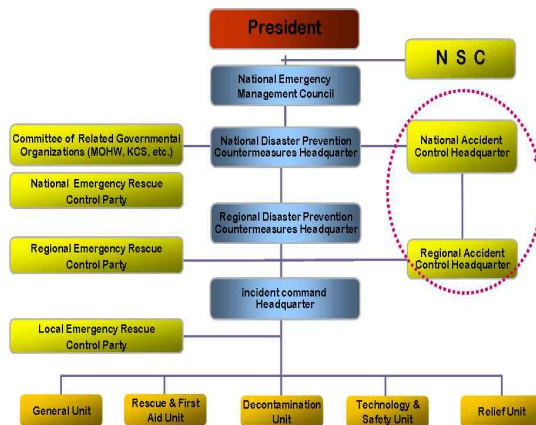 President
N S C
National Emergency
Management Council
Committee of Related Governmental
Organizations (MOHW, KCS, etc.)
National Disaster Prevention
Countermeasures Headquarter
National Accident
Control Headquarter
National Emergency Rescue
Control Party
Regional Disaster Prevention
Countermeasures Headquarter
Regional Emergency Rescue
Control Party
Regional Accident
Control Headquarter
incident command
Headquarter
Local Emergency Rescue
Control Party
General Unit
Rescue & First
Aid Unit
Decontamination
Unit
Technology &
Safety Unit
Relief Unit